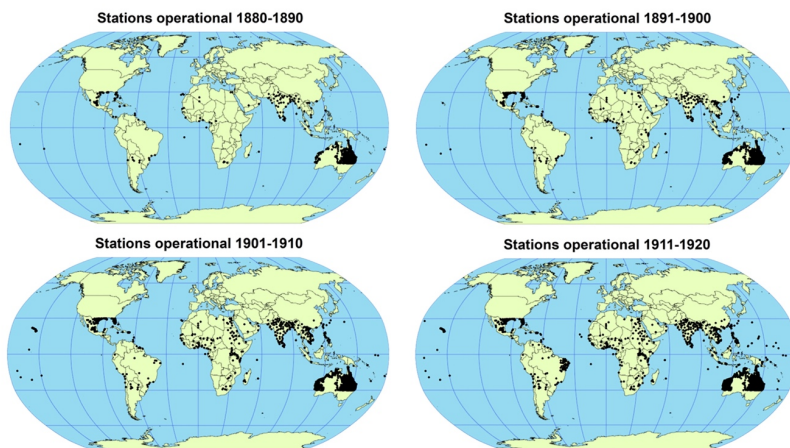 Stations operational 1880-1890
Stations operational 1891-1900
Stations operational 1901-1910
Stations operational 1911-1920